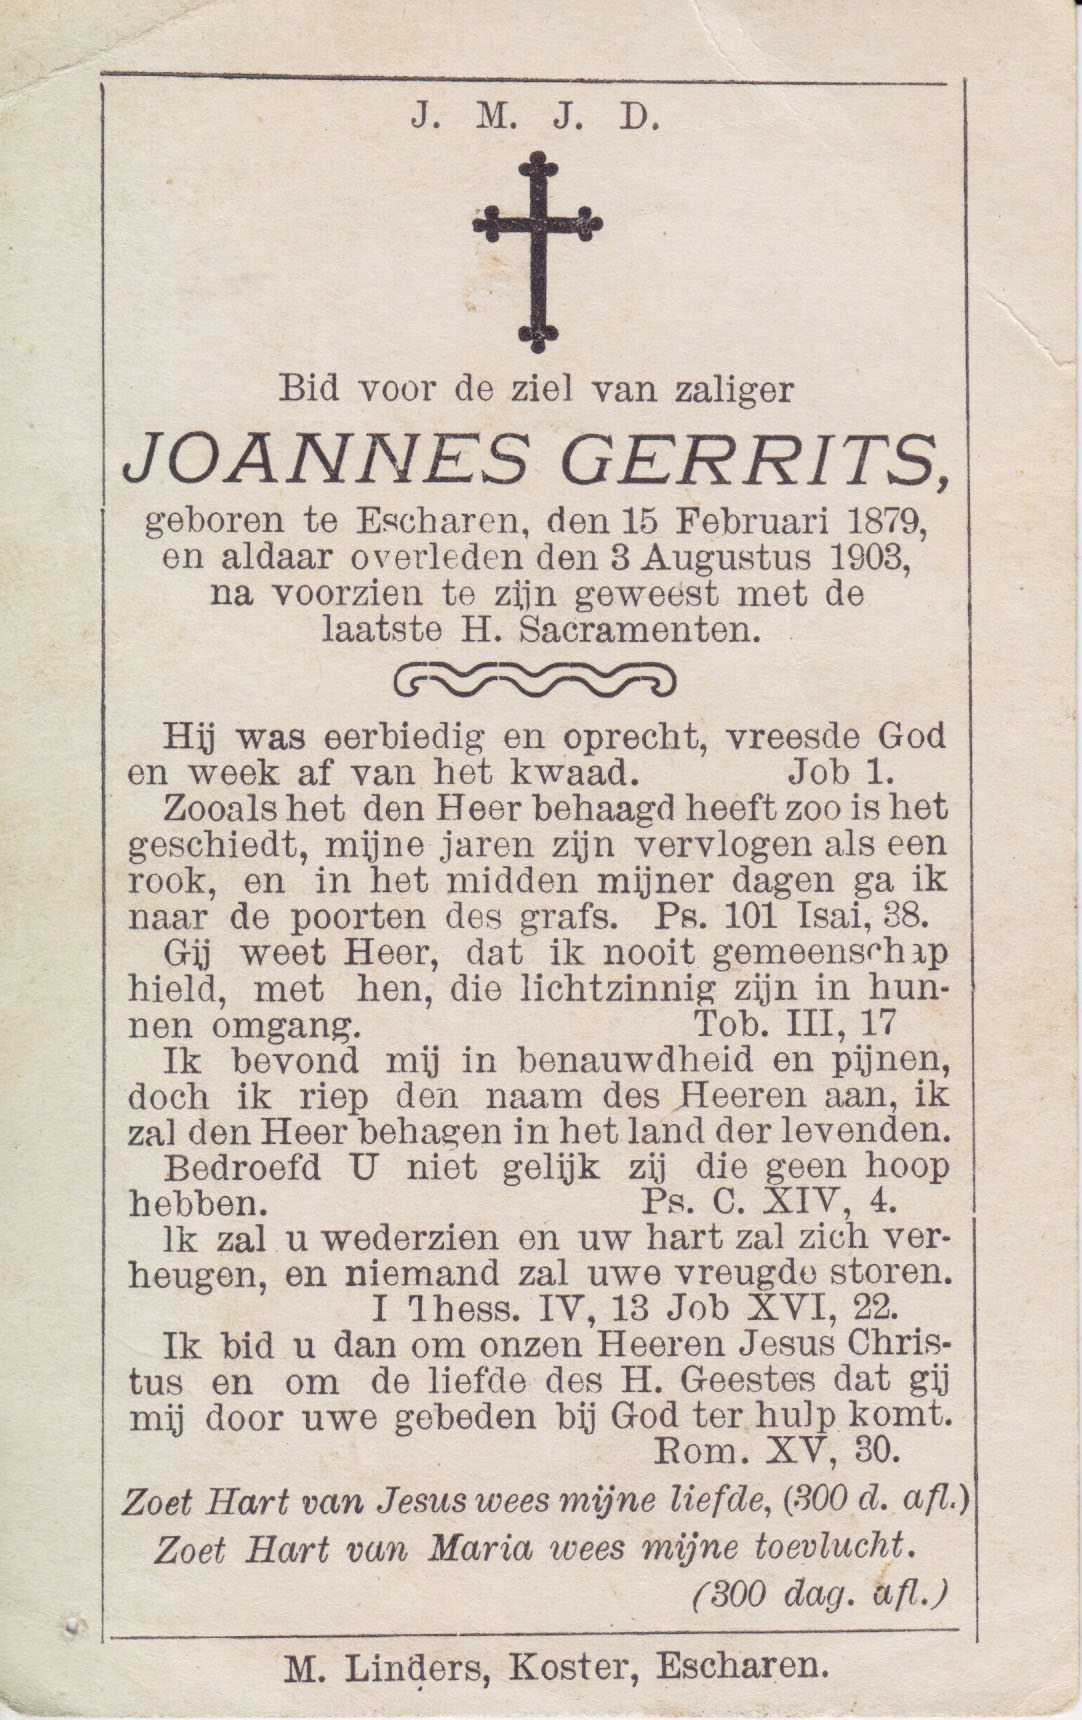 J. M. J. D.
Bid voor de ziel van zaliger
JOANNES GERRITS,
geboren te Escharen, den 15 Februari 1879,
en aldaar overleden den 3 Augustus 1903,
na voorzien te zijn geweest met de
laatste H. Sacramenten.
Hij was eerbiedig en oprecht, vreesde God
en week af van het kwaad. Job 1.
Zooals het den Heer behaagd heeft zoo is het
geschiedt, mijne jaren zijn vervlogen als een
rook, en in het midden mijner dagen ga ik
naar de poorten des grafs. Ps. 101 Isai, 38.
Gij weet Heer, dat ik nooit gemeenschap
hield, met hen, die lichtzinnig zijn in hun-
nen omgang. Tob. III, 17
Ik bevond mij in benauwdheid en pijnen,
doch ik riep den naam des Heeren aan, ik
zal den Heer behagen in het land der levenden.
Bedroefd U niet gelijk zij die geen hoop
hebben. Ps. C. XIV, 4.
Ik zal u wederzien en uw hart zal zich ver-
heugen, en niemand zal uwe vreugde storen.
I Thess. IV, 13 Job XVI, 22.
Ik bid u dan om onzen Heeren Jesus Chris-
tus en om de liefde des H. Geestes dat gij
mij door uwe gebeden bij God ter hulp komt.
Rom. XV, 30.
Zoet Hart van Jesus wees mijne liefde, (300 d. afl.)
Zoet Hart van Maria wees mijne toevlucht.
(300 dag. afl.)
M. Linders, Koster, Escharen.